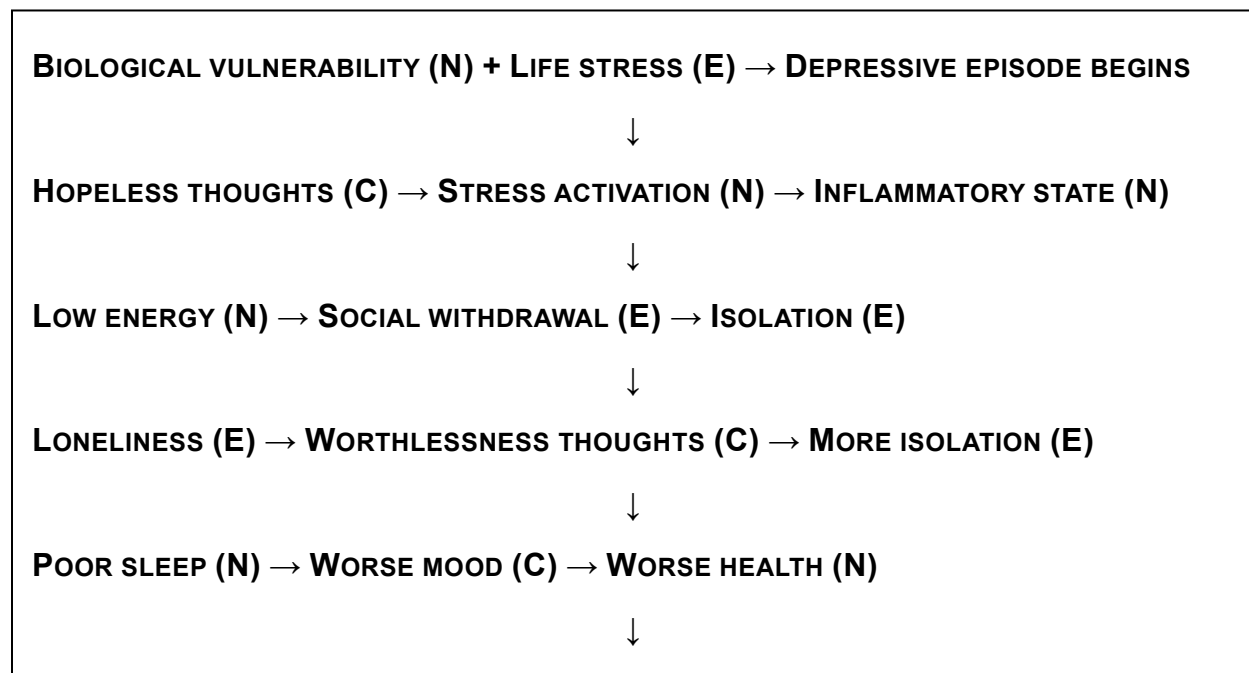 BIOLOGICAL VULNERABILITY (N) + LIFE STRESS (E) → DEPRESSIVE EPISODE BEGINS
↓
HOPELESS THOUGHTS (C) → STRESS ACTIVATION (N) → INFLAMMATORY STATE (N)
↓
LOW ENERGY (N) → SOCIAL WITHDRAWAL (E) → ISOLATION (E)
↓
LONELINESS (E) → WORTHLESSNESS THOUGHTS (C) → MORE ISOLATION (E)
↓
POOR SLEEP (N) → WORSE MOOD (C) → WORSE HEALTH (N)
↓